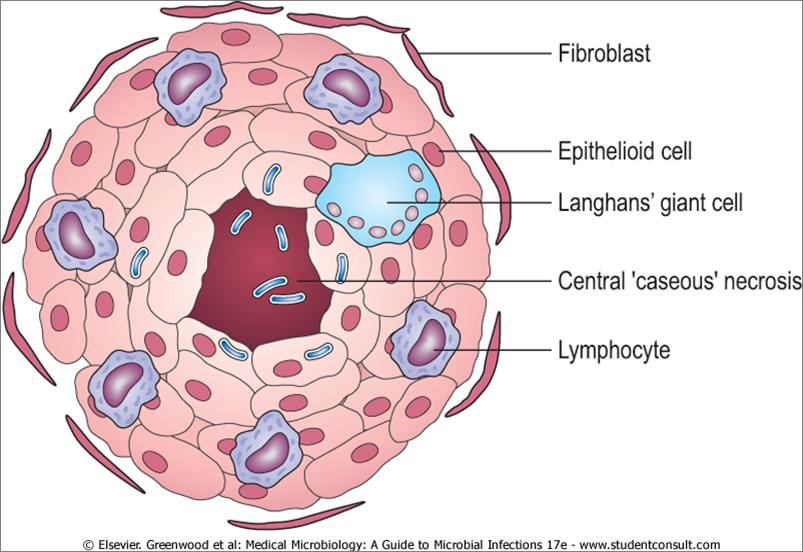 Fibroblast
Epithelioid cell
Langhans’ giant cell
Central 'caseous' necrosis
Lymphocyte
© Elsevier. Greenwood et al: Medical Microbiology: A Guide to Microbial Infections 17e - www.studentconsult.com